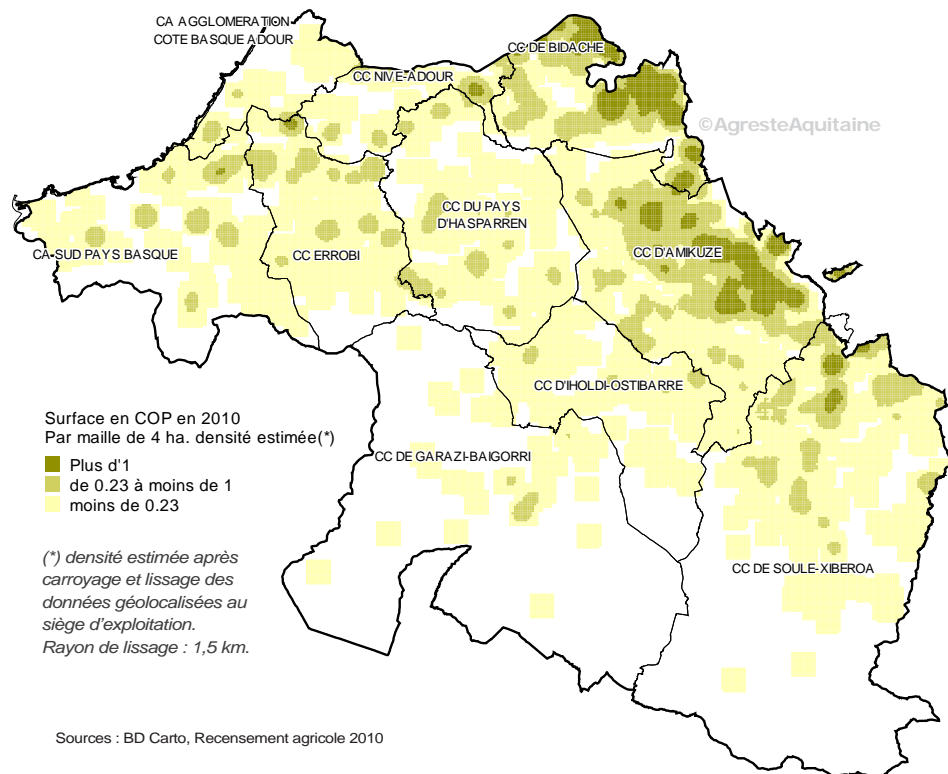 CA AGGLOMERATION
COTE BASQUE ADOUR
CC DE BIDACHE
CC NIVE-ADOUR
©AgresteAquitaine
CC DU PAYS
D'HASPARREN
CA-SUD PAYS BASQUE
CC ERROBI
CC D'AMIKUZE
CC D'IHOLDI-OSTIBARRE
Surface en COP en 2010
Par maille de 4 ha. densité estimée(*)
Plus d'1
de 0.23 à moins de 1
moins de 0.23
CC DE GARAZI-BAIGORRI
(*) densité estimée après
carroyage et lissage des
données géolocalisées au
siège d'exploitation.
Rayon de lissage : 1,5 km.
CC DE SOULE-XIBEROA
Sources : BD Carto, Recensement agricole 2010